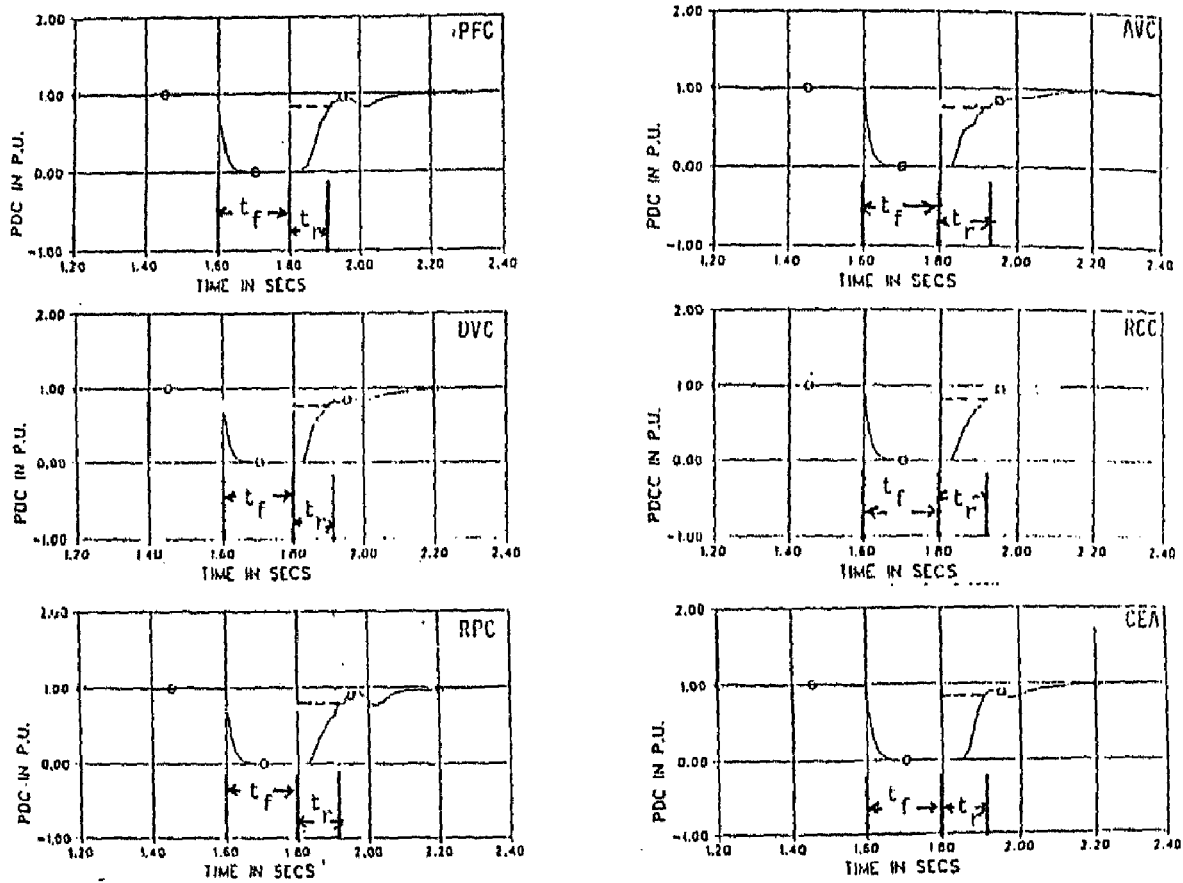 2.00
PFC
1.00
0.00
-1.00
PDC IN P.U.
t f
t r
1.20 1.40 1.60 1.80 2.00 2.20 2.40
TIME IN SECS
2.00
AVC
1.00
0.00
-1.00
PDC IN P.U.
t f
t r
1.20 1.40 1.60 1.80 2.00 2.20 2.40
TIME IN SECS
2.00
DVC
1.00
0.00
-1.00
PDC IN P.U.
t f
t r
1.20 1.40 1.60 1.80 2.00 2.20 2.40
TIME IN SECS
2.00
RCC
1.00
0.00
-1.00
PDCC IN P.U.
t f
t r
1.20 1.40 1.60 1.80 2.00 2.20 2.40
TIME IN SECS
2.00
RPC
1.00
0.00
-1.00
PDC IN P.U.
t f
t r
1.20 1.40 1.60 1.80 2.00 2.20 2.40
TIME IN SECS
2.00
CEA
1.00
0.00
-1.00
PDC IN P.U.
t f
t r
1.20 1.40 1.60 1.80 2.00 2.20 2.40
TIME IN SECS